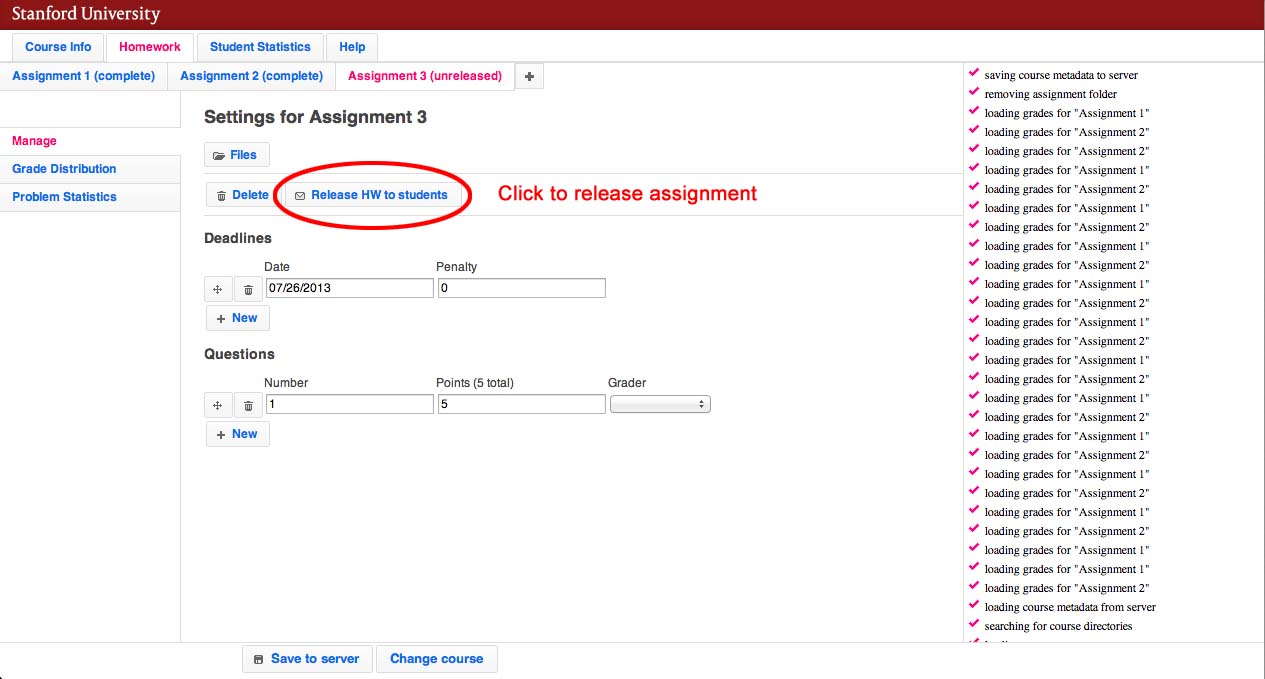 Stanford University
Course Info
Homework
Student Statistics
Help
Assignment 1 (complete)
Assignment 2 (complete)
Assignment 3 (unreleased)
Manage
Grade Distribution
Problem Statistics
Settings for Assignment 3
Files
Delete
Release HW to students
Click to release assignment
Deadlines
Date
Penalty
07/26/2013
0
New
Questions
Number
Points (5 total)
Grader
1
5
New
saving course metadata to server
removing assignment folder
loading grades for "Assignment 1"
loading grades for "Assignment 2"
loading grades for "Assignment 2"
loading grades for "Assignment 1"
loading grades for "Assignment 2"
loading grades for "Assignment 1"
loading grades for "Assignment 2"
loading grades for "Assignment 1"
loading grades for "Assignment 2"
loading grades for "Assignment 1"
loading grades for "Assignment 2"
loading grades for "Assignment 1"
loading grades for "Assignment 2"
loading grades for "Assignment 1"
loading grades for "Assignment 2"
loading grades for "Assignment 1"
loading grades for "Assignment 2"
loading grades for "Assignment 1"
loading grades for "Assignment 2"
loading grades for "Assignment 1"
loading grades for "Assignment 2"
loading grades for "Assignment 1"
loading grades for "Assignment 2"
loading grades for "Assignment 1"
loading grades for "Assignment 1"
loading grades for "Assignment 2"
loading course metadata from server
searching for course directories
Save to server
Change course